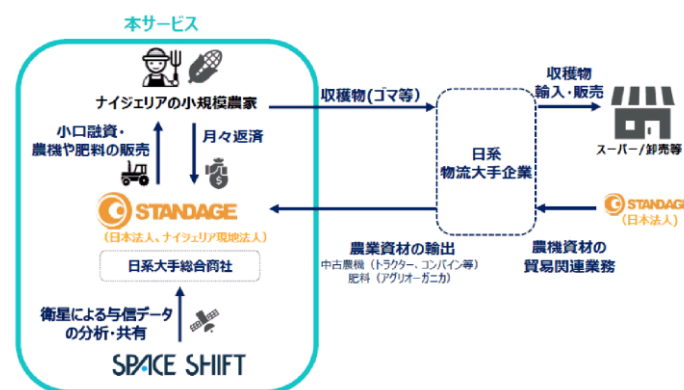 本サービス
ナイジェリアの小規模農家
小口融資・
農機や肥料の販売
月々返済
STANDAGE
(日本法人、ナイジェリア現地法人)
日系大手総合商社
衛星による与信データ
の分析・共有
SPACE SHIFT
収穫物(ゴマ等)
日系
物流大手企業
収穫物
輸入・販売
スーパー/卸売等
STANDAGE
(日本法人)
農業資材の輸出
中古農機(トラクター、コンバイン等)
肥料(アグリオーガニカ)
農機資材の
貿易関連業務